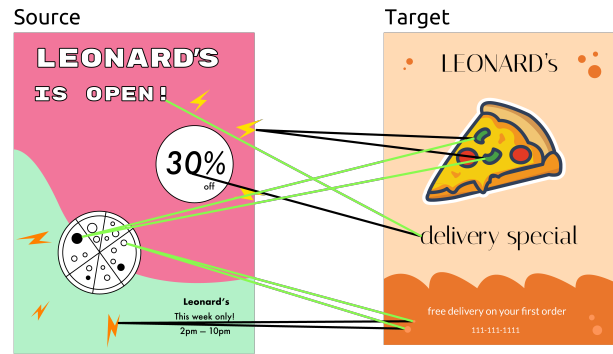 Source
Target
LEONARD'S
IS OPEN!
30%
off
Leonard's
This week only!
2pm – 10pm
LEONARD's
delivery special
free delivery on your first order
111-111-1111